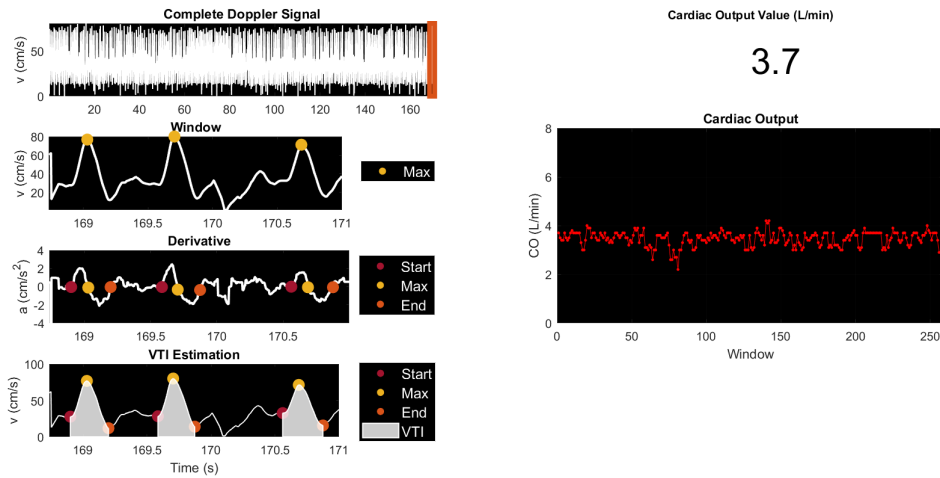 Complete Doppler Signal
v (cm/s)
50
0
20 40 60 80 100 120 140 160
Window
v (cm/s)
80
60
40
20
169 169.5 170 170.5 171
Max
Derivative
a (cm/s²)
4
2
0
-2
-4
169 169.5 170 170.5
Start
Max
End
VTI Estimation
v (cm/s)
100
50
0
169 169.5 170 170.5 171
Time (s)
Start
Max
End
VTI
Cardiac Output Value (L/min)
3.7
Cardiac Output
CO (L/min)
8
6
4
2
0
0 50 100 150 200 250
Window